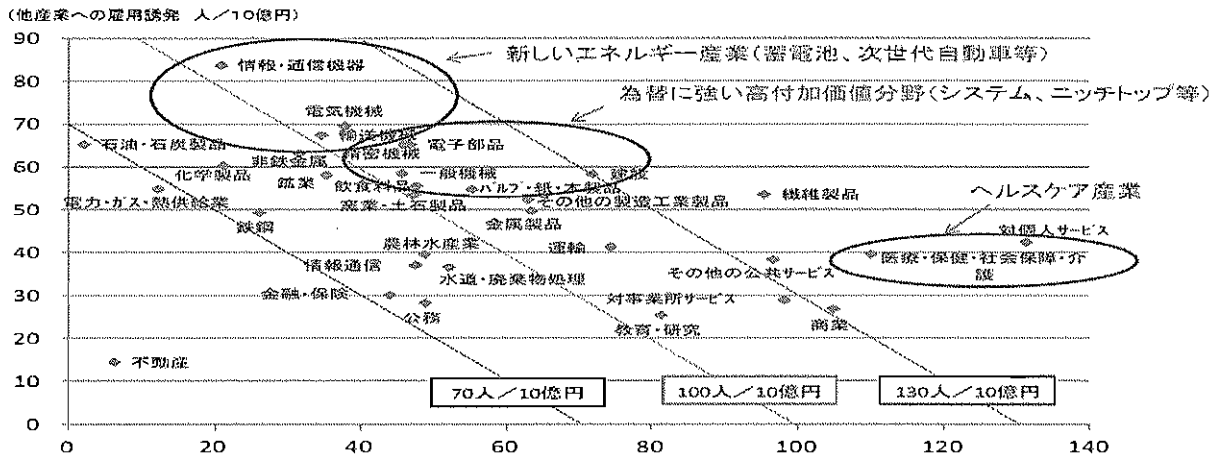 (他産業への雇用誘発　人／10億円)
90
80
70
60
50
40
30
20
10
0
0
20
40
60
80
100
120
140
新しいエネルギー産業(蓄電池、次世代自動車等)
為替に強い高付加価値分野(システム、ニッチトップ等)
ヘルスケア産業
情報・通信機器
電気機械
輸送機械
石油・石炭製品
非鉄金属
精密機械
電子部品
化学製品
鉱業
一般機械
建設
飲食料品
パルプ・紙・木製品
電力・ガス・熱供給業
窯業・土石製品
その他の製造工業製品
繊維製品
鉄鋼
金属製品
対個人サービス
農林水産業
運輸
情報通信
水道・廃棄物処理
その他の公共サービス
医療・保健・社会保障・介
護
金融・保険
公務
対事業所サービス
教育・研究
商業
不動産
70人／10億円
100人／10億円
130人／10億円